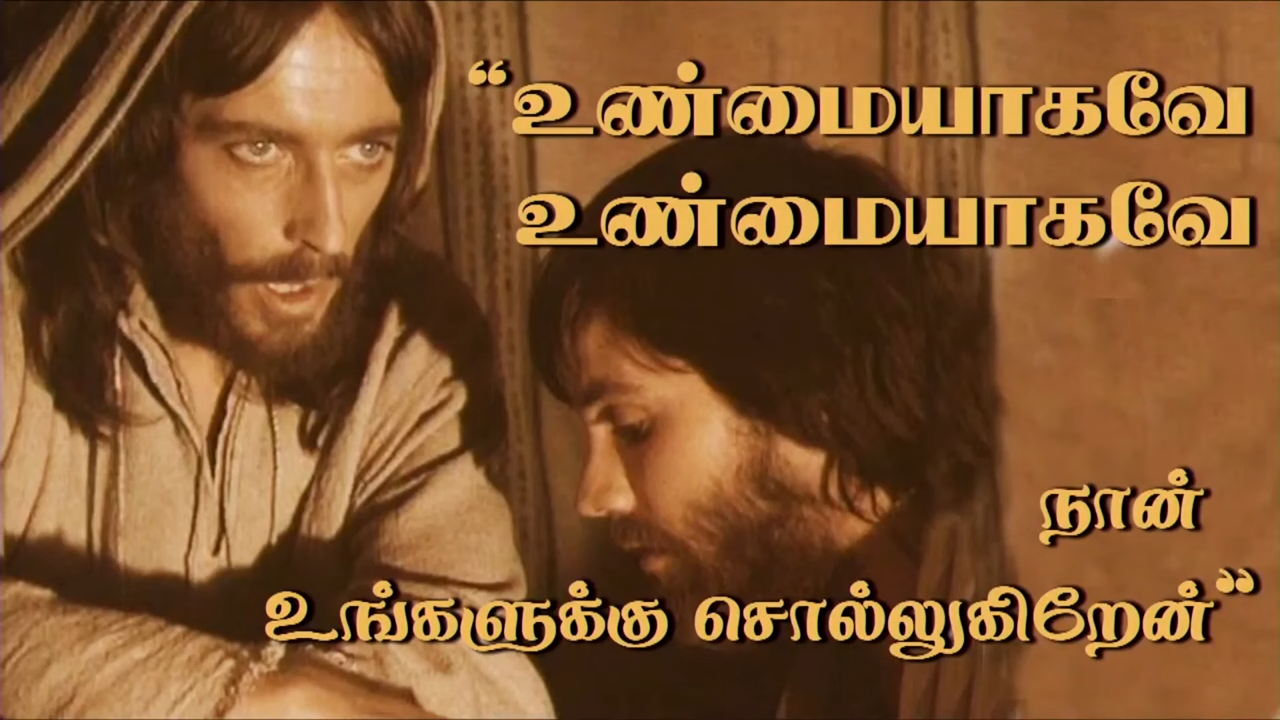 “உண்மையாகவே
உண்மையாகவே
நான்
உங்களுக்கு சொல்லுகிறேன்”